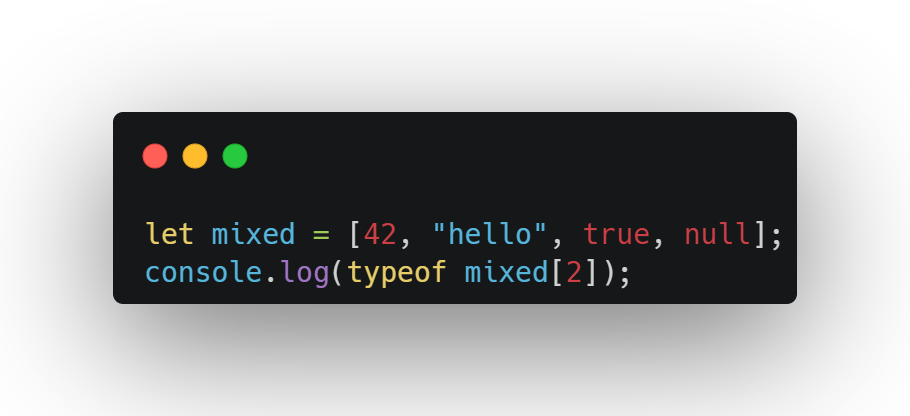 let mixed = [42, "hello", true, null];
console.log(typeof mixed[2]);